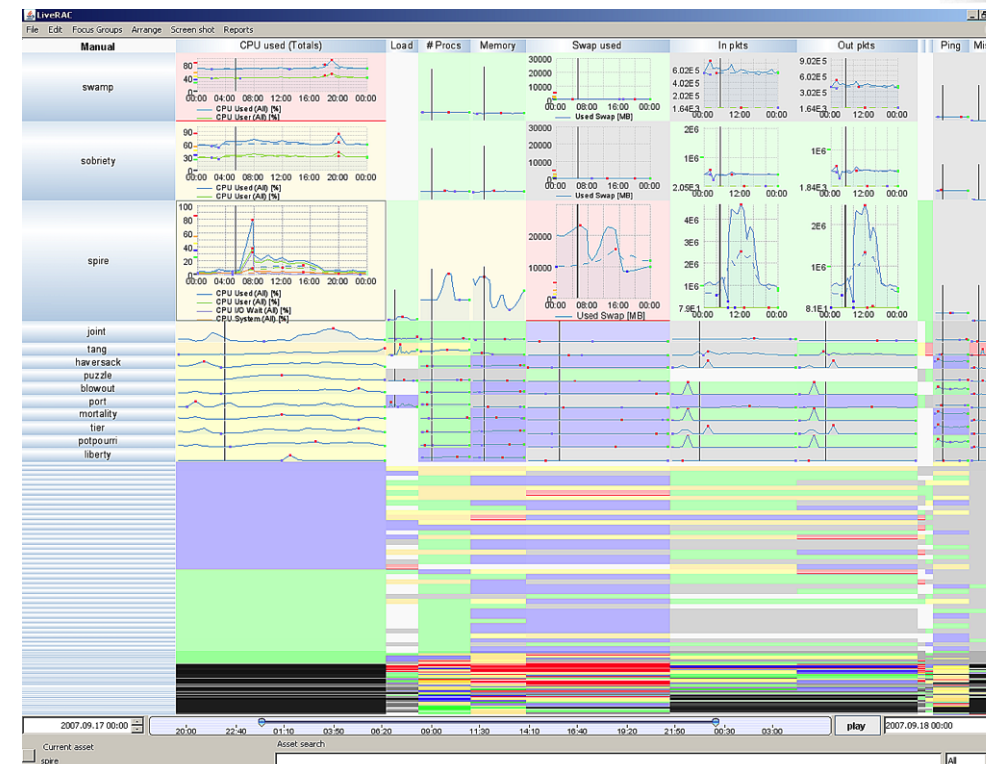 LiveRAC
File Edit Focus Groups Arrange Screen shot Reports
Manual CPU used (Totals) Load # Procs Memory Swap used In pkts Out pkts Ping Mi
swamp
80
40
00:00 04:00 08:00 12:00 16:00 20:00 00:00
CPU Used (All) [%]
CPU User (All) [%]
30000
20000
10000
0
00:00 08:00 16:00 00:00
Used Swap [MB]
6.02E5
4.02E5
2.02E5
1.64E3
00:00 12:00 00:00
9.02E5
6.02E5
3.02E5
1.64E3
00:00 12:00 00:00
sobriety
90
60
30
0
00:00 04:00 08:00 12:00 16:00 20:00 00:00
CPU Used (All) [%]
CPU User (All) [%]
30000
20000
10000
0
00:00 08:00 16:00 00:00
Used Swap [MB]
2E6
1E6
2.05E3
00:00 12:00 00:00
1E6
1.84E3
00:00 12:00 00:00
spire
100
80
60
40
20
0
00:00 04:00 08:00 12:00 16:00 20:00 00:00
CPU Used (All) [%]
CPU User (All) [%]
CPU I/O Wait (All) [%]
CPU System (All) [%]
20000
10000
0
00:00 08:00 16:00 00:00
Used Swap [MB]
4E6
3E6
2E6
1E6
7.9E1
00:00 12:00 00:00
2E6
1E6
8.1E1
00:00 12:00 00:00
joint
tang
haversack
puzzle
blowout
port
mortality
tier
potpourri
liberty
2007.09.17 00:00 20:00 22:40 01:10 03:50 06:20 09:00 11:30 14:10 16:40 19:20 21:50 00:30 03:00 play 2007.09.18 00:00
Current asset Asset search
spire All